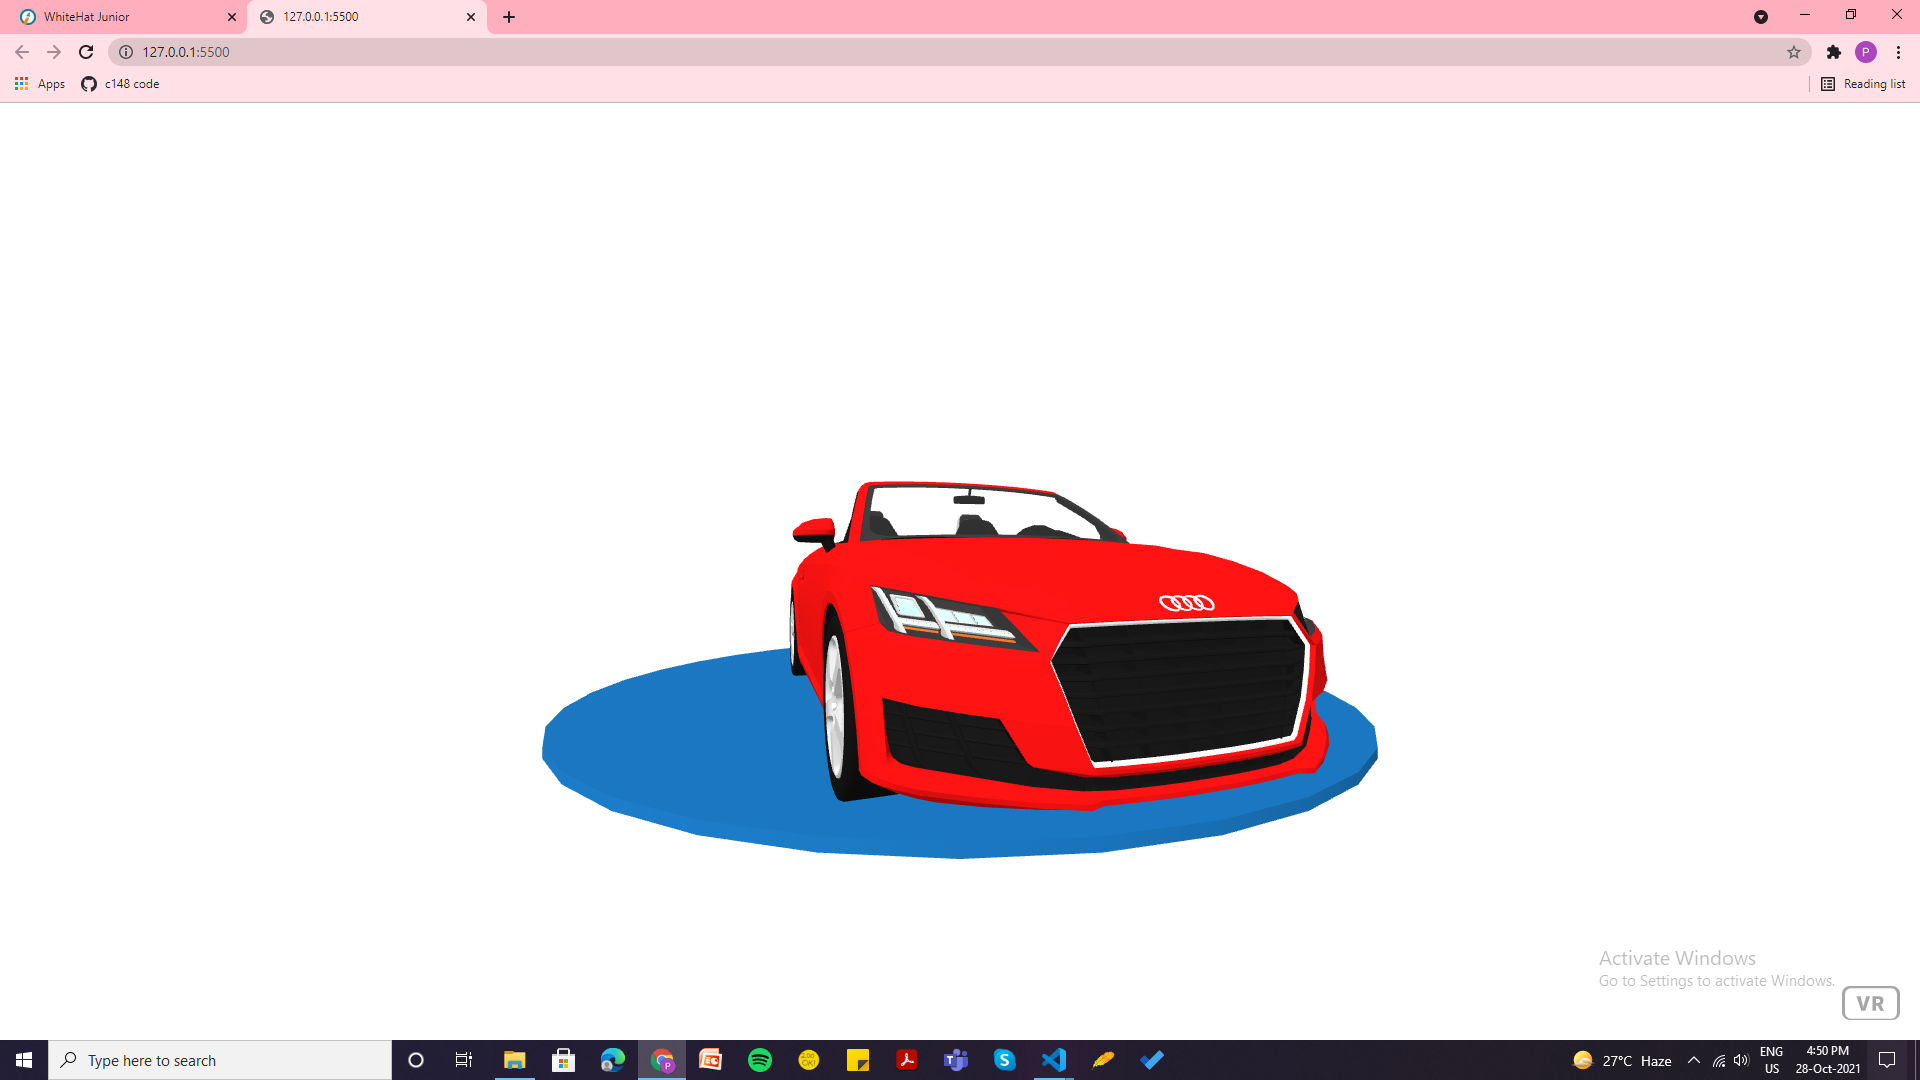 WhiteHat Junior
127.0.0.1:5500
127.0.0.1:5500
P
Apps
c148 code
Reading list
Activate Windows
Go to Settings to activate Windows.
VR
Type here to search
27°C Haze
ENG
US
4:50 PM
28-Oct-2021